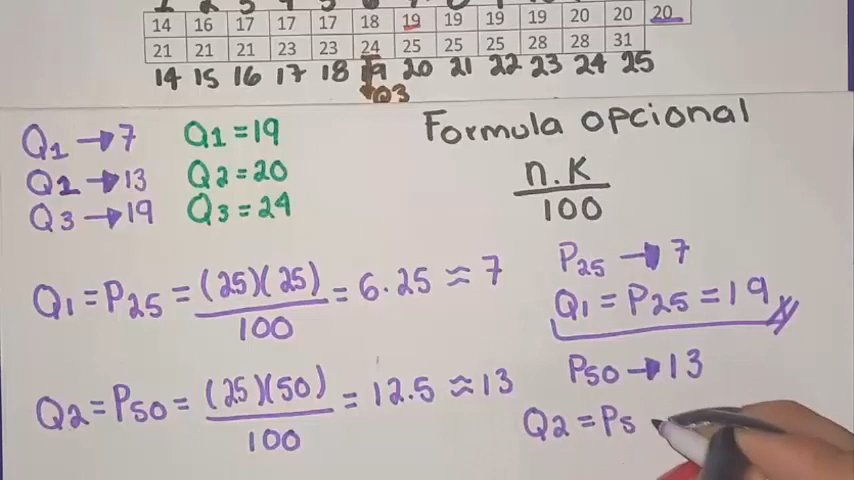 14 16 17 17 17 18 19 19 19 19 20 20 20
21 21 21 23 23 24 25 25 25 28 28 31
14 15 16 17 18 19 20 21 22 23 24 25
Q3
Formula opcional
n.K
100
Q1 → 7 Q1 = 19
Q2 → 13 Q2 = 20
Q3 → 19 Q3 = 24
Q1 = P25 = (25)(25) = 6.25 ≈ 7
100
P25 → 7
Q1 = P25 = 19
Q2 = P50 = (25)(50) = 12.5 ≈ 13
100
P50 → 13
Q2 = P5